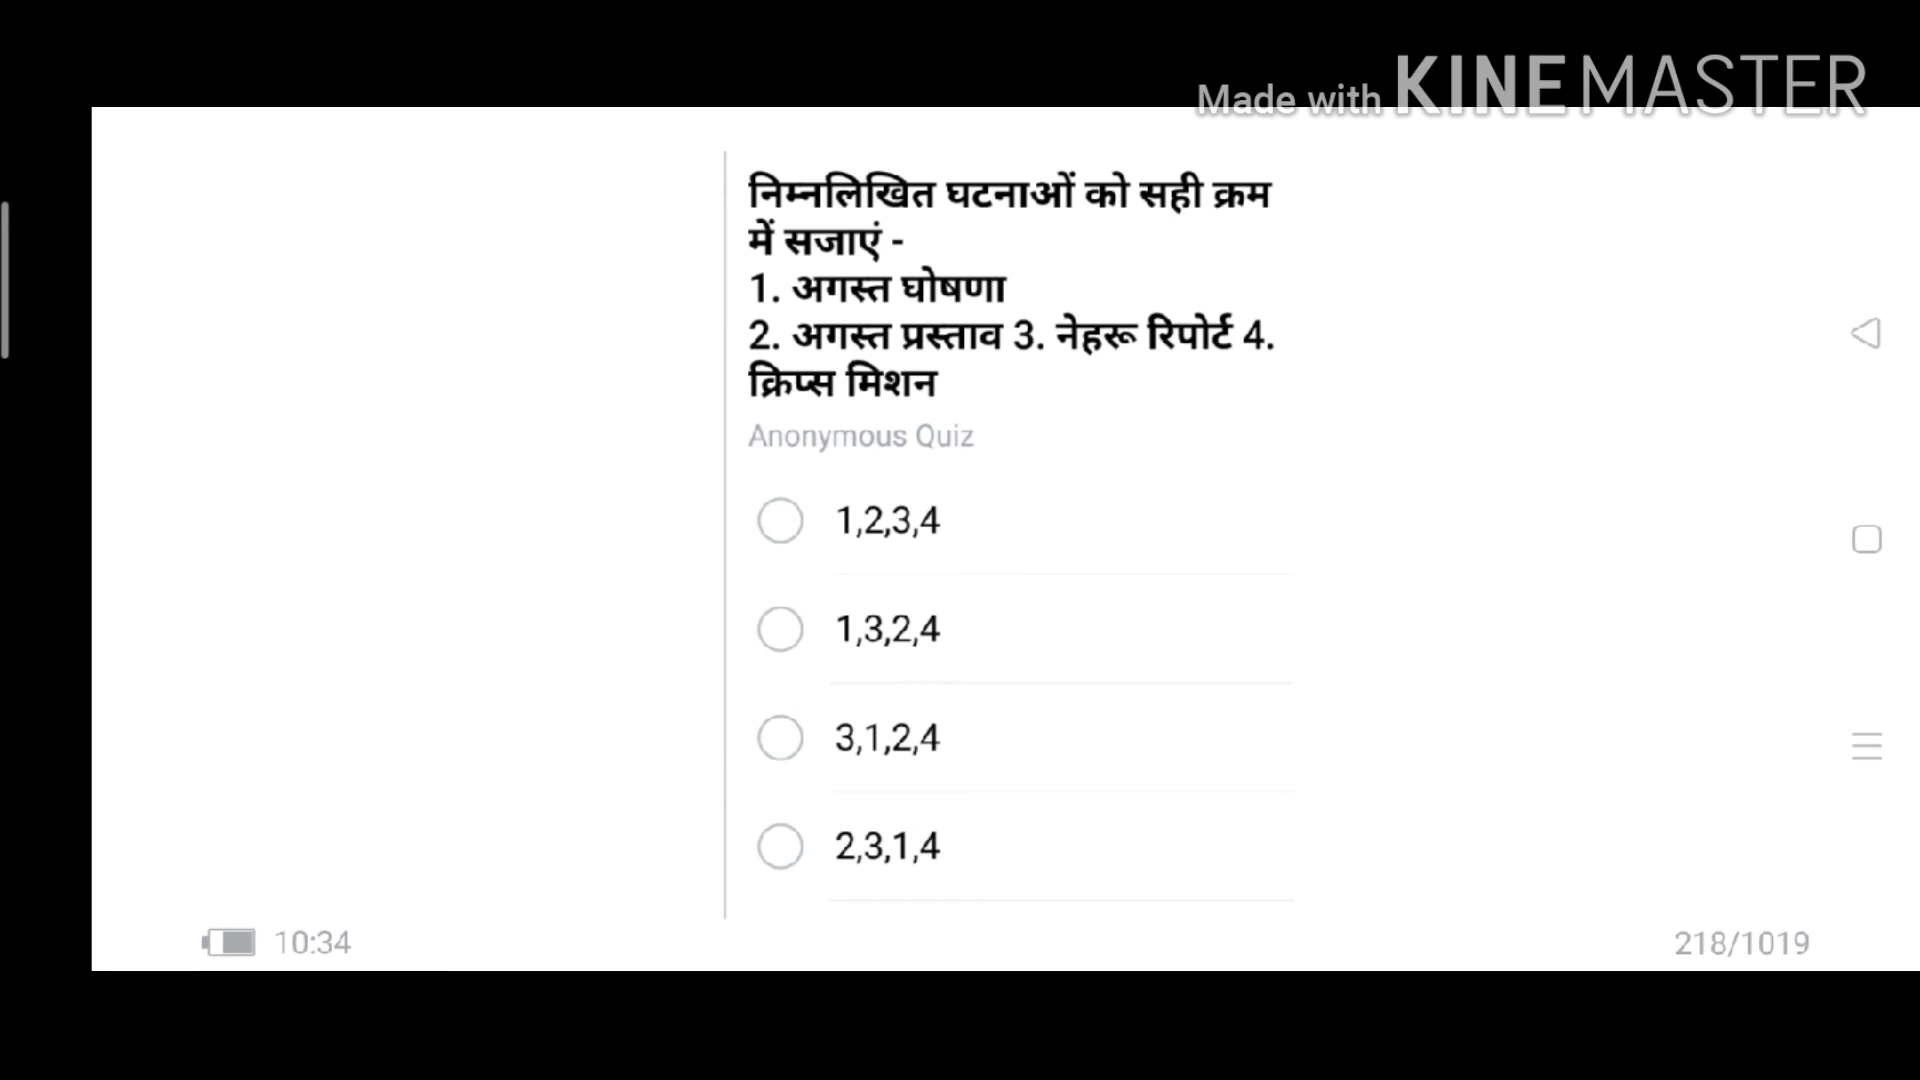 Made with KINEMASTER
निम्नलिखित घटनाओं को सही क्रम
में सजाएं -
1. अगस्त घोषणा
2. अगस्त प्रस्ताव 3. नेहरू रिपोर्ट 4.
क्रिप्स मिशन
Anonymous Quiz
1,2,3,4
1,3,2,4
3,1,2,4
2,3,1,4
10:34
218/1019